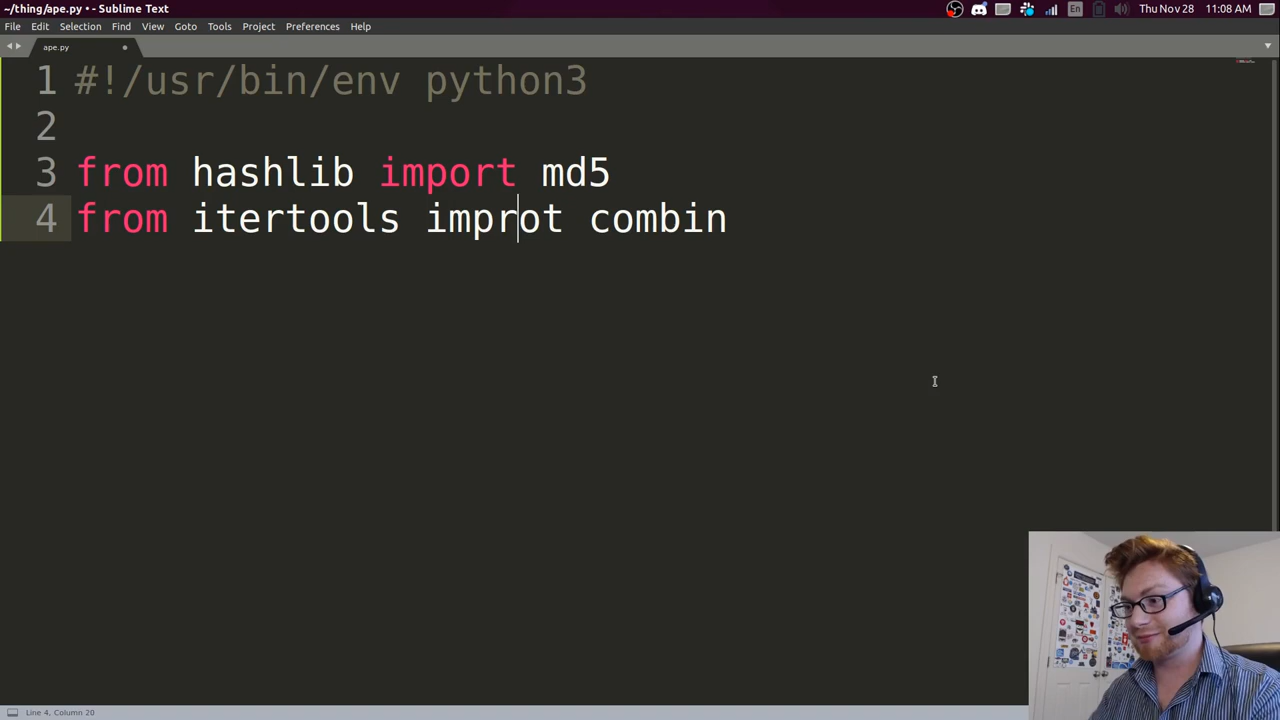 ~/thing/ape.py • - Sublime Text
En
Thu Nov 28
11:08 AM
File Edit Selection Find View Goto Tools Project Preferences Help
ape.py
1 #!/usr/bin/env python3
2
3 from hashlib import md5
4 from itertools improt combin
Line 4, Column 20